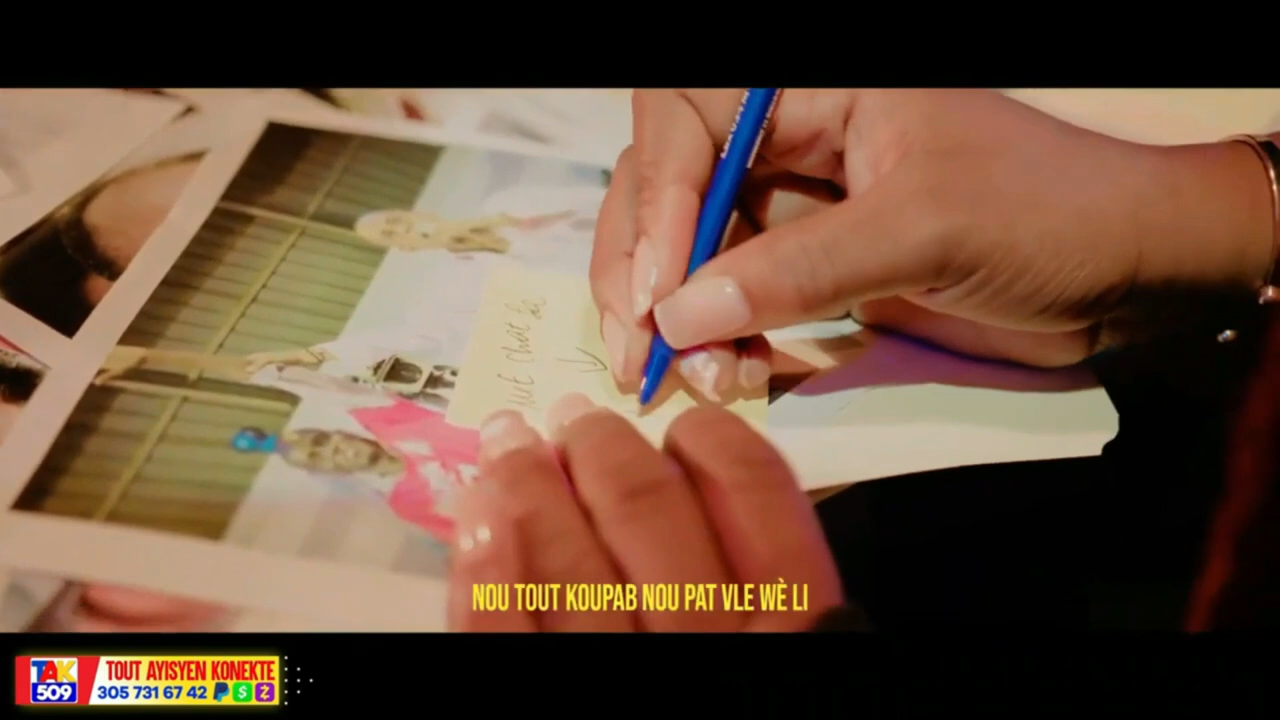 NOU TOUT KOUPAB NOU PAT VLE WÈ LI
TAK
509
TOUT AYISYEN KONEKTE
305 731 67 42